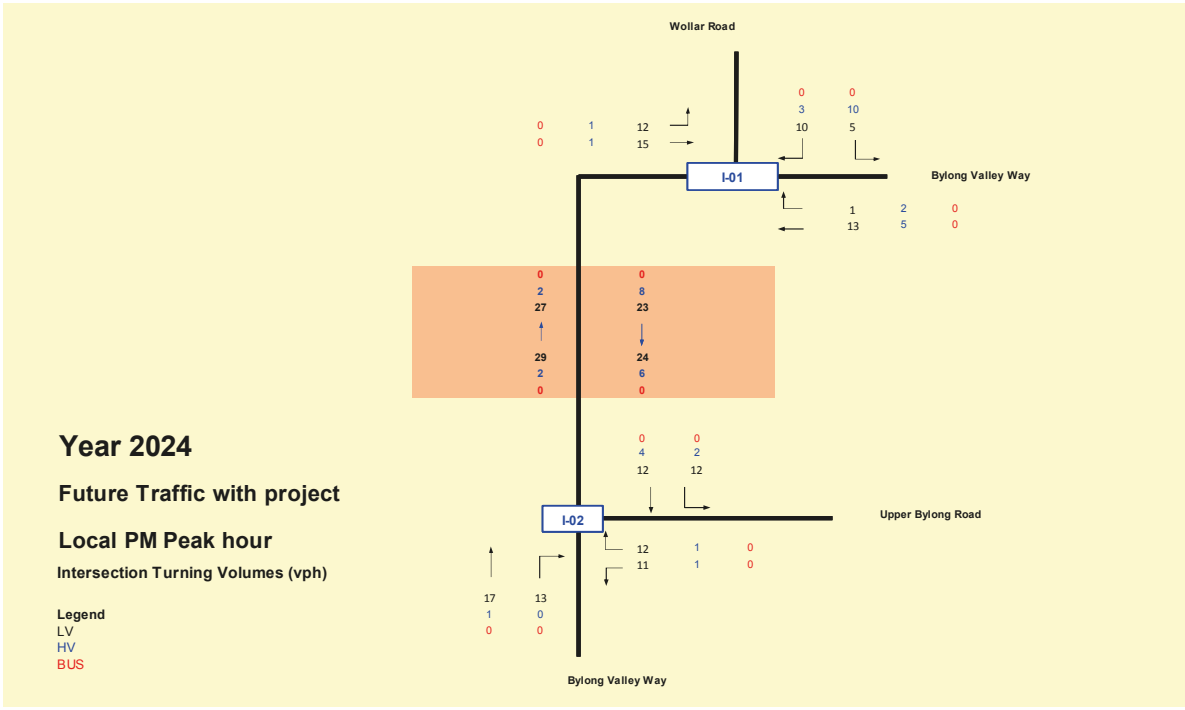 Wollar Road
0 0
3 10
10 5
0 1 12
0 1 15
I-01
Bylong Valley Way
1 2 0
13 5 0
0 0
2 8
27 23
29 24
2 6
0 0
Year 2024
Future Traffic with project
Local PM Peak hour
Intersection Turning Volumes (vph)
Legend
LV
HV
BUS
0 0
4 2
12 12
I-02
Upper Bylong Road
12 1 0
11 1 0
17 13
1 0
0 0
Bylong Valley Way